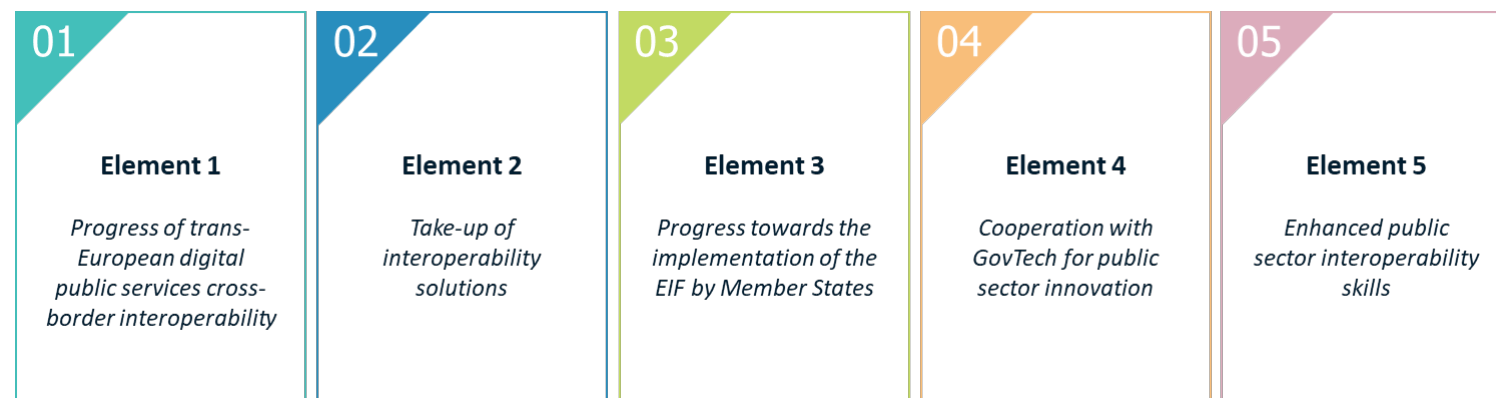 01
Element 1
Progress of trans-
European digital
public services cross-
border interoperability
02
Element 2
Take-up of
interoperability
solutions
03
Element 3
Progress towards the
implementation of the
EIF by Member States
04
Element 4
Cooperation with
GovTech for public
sector innovation
05
Element 5
Enhanced public
sector interoperability
skills